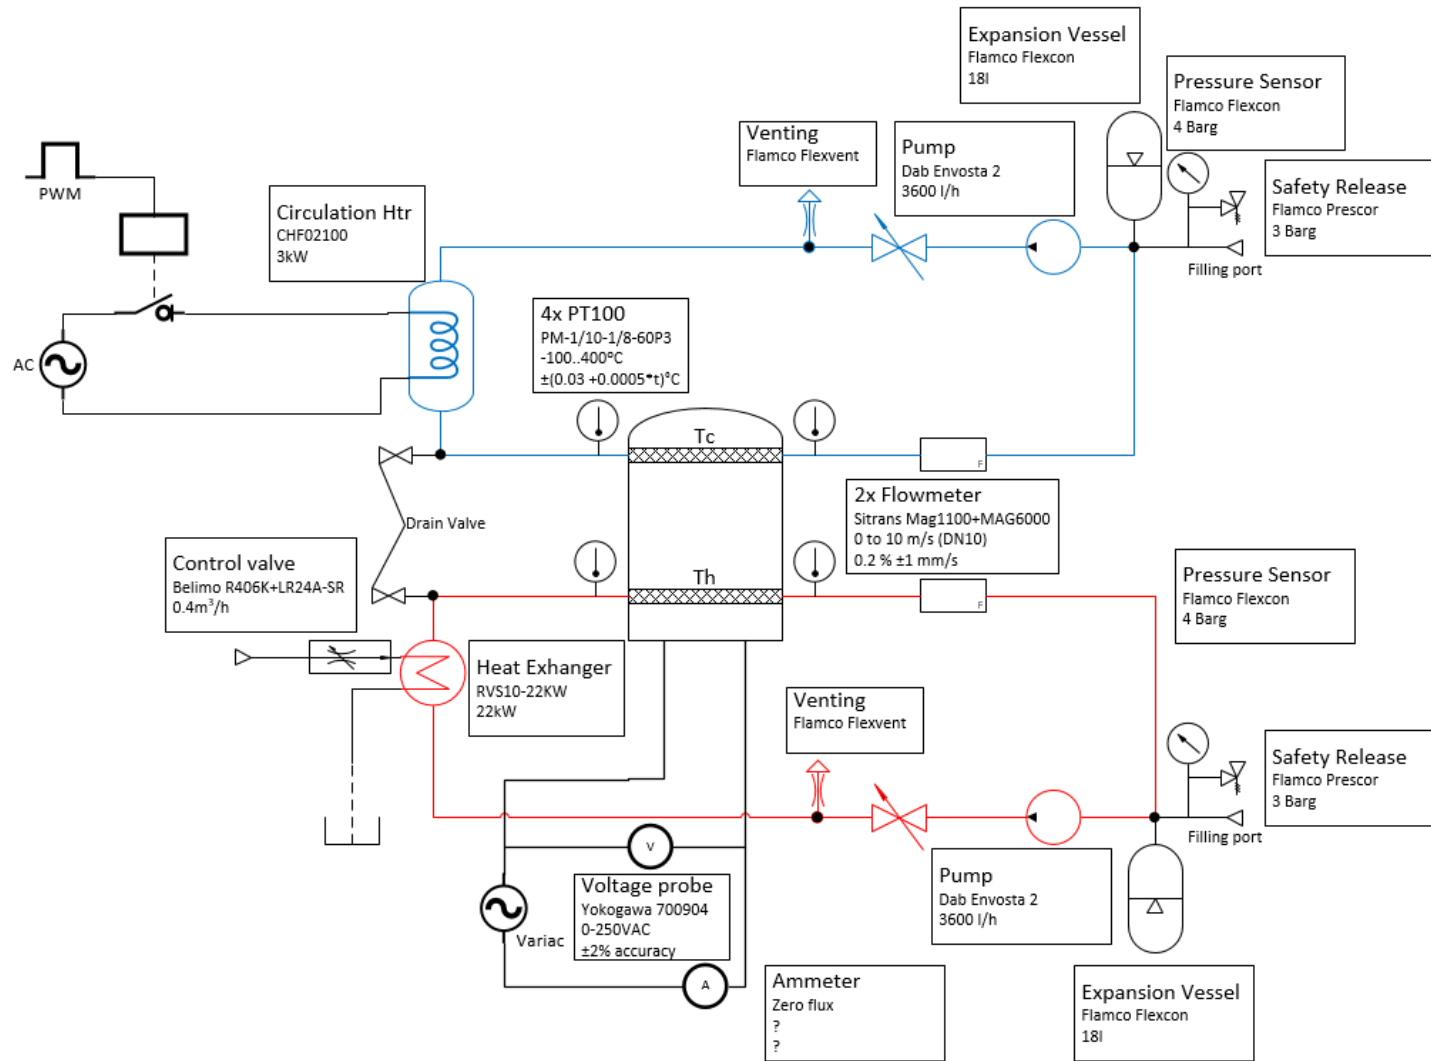 Expansion Vessel
Flamco Flexcon
18l
Pressure Sensor
Flamco Flexcon
4 Barg
Venting
Flamco Flexvent
Pump
Dab Envosta 2
3600 l/h
Safety Release
Flamco Prescor
3 Barg
PWM
Circulation Htr
CHF02100
3kW
Filling port
4x PT100
PM-1/10-1/8-60P3
-100..400°C
±(0.03 +0.0005*t)°C
AC
Tc
F
Drain Valve
2x Flowmeter
Sitrans Mag1100+MAG6000
0 to 10 m/s (DN10)
0.2 % ±1 mm/s
Control valve
Belimo R406K+LR24A-SR
0.4m³/h
Th
F
Pressure Sensor
Flamco Flexcon
4 Barg
Heat Exhanger
RVS10-22KW
22kW
Venting
Flamco Flexvent
Safety Release
Flamco Prescor
3 Barg
Filling port
V
Voltage probe
Yokogawa 700904
0-250VAC
±2% accuracy
Variac
Pump
Dab Envosta 2
3600 l/h
A
Ammeter
Zero flux
?
?
Expansion Vessel
Flamco Flexcon
18l